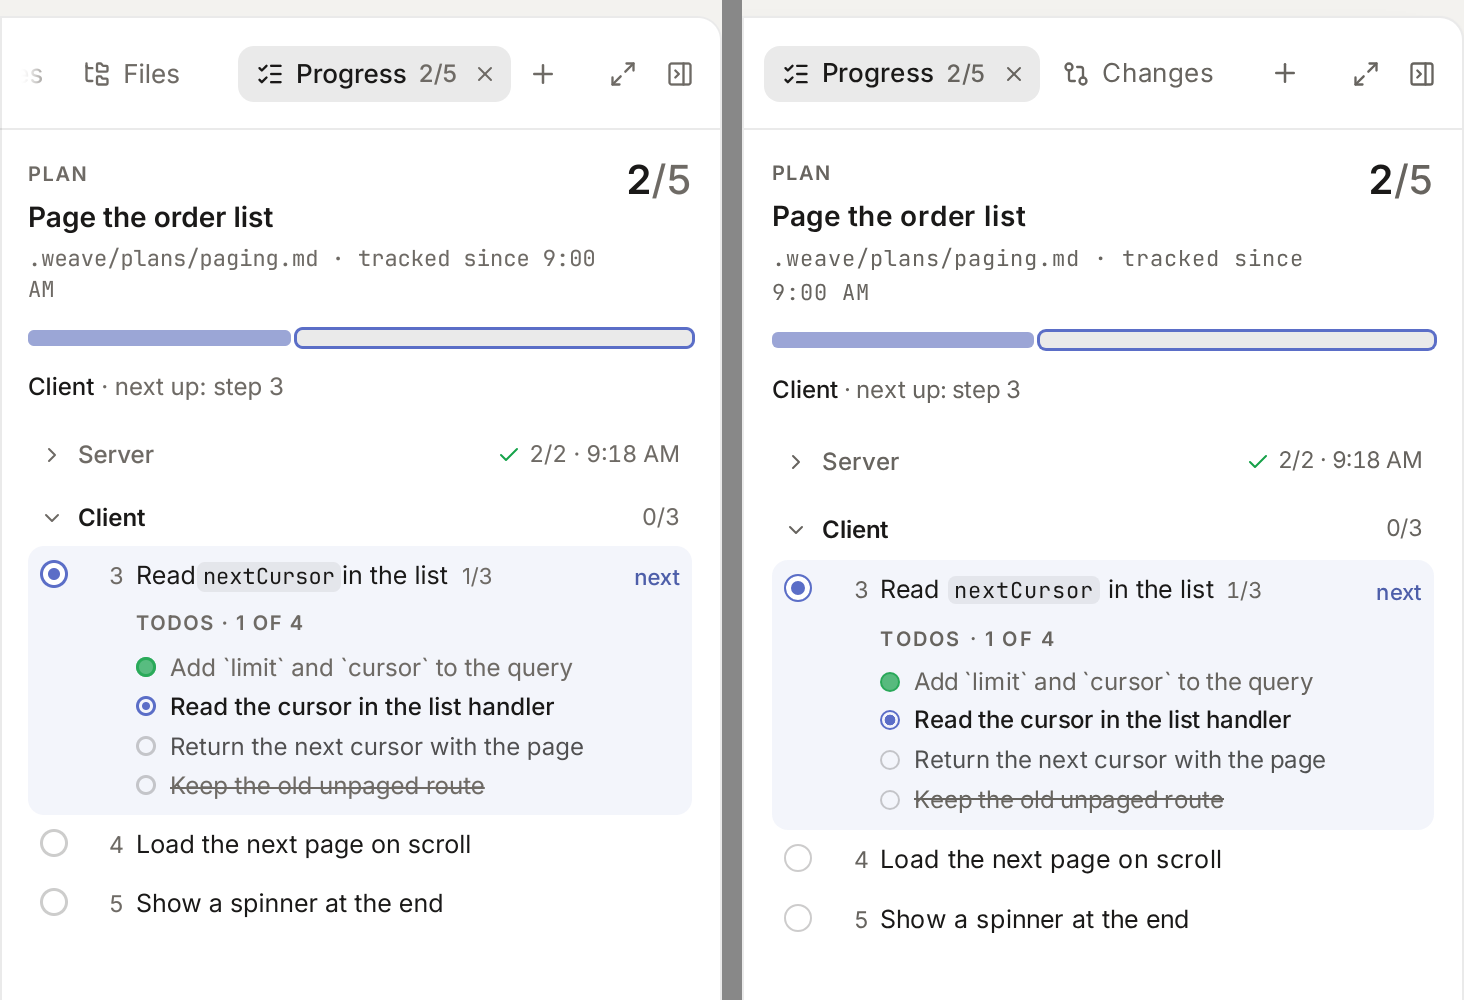 Files
Progress 2/5
PLAN
2/5
Page the order list
.weave/plans/paging.md · tracked since 9:00
AM
Client · next up: step 3
Server
2/2 · 9:18 AM
Client
0/3
3 Read nextCursor in the list 1/3
next
TODOS · 1 OF 4
Add `limit` and `cursor` to the query
Read the cursor in the list handler
Return the next cursor with the page
Keep the old unpaged route
4 Load the next page on scroll
5 Show a spinner at the end
Progress 2/5
Changes
PLAN
2/5
Page the order list
.weave/plans/paging.md · tracked since
9:00 AM
Client · next up: step 3
Server
2/2 · 9:18 AM
Client
0/3
3 Read nextCursor in the list 1/3
next
TODOS · 1 OF 4
Add `limit` and `cursor` to the query
Read the cursor in the list handler
Return the next cursor with the page
Keep the old unpaged route
4 Load the next page on scroll
5 Show a spinner at the end